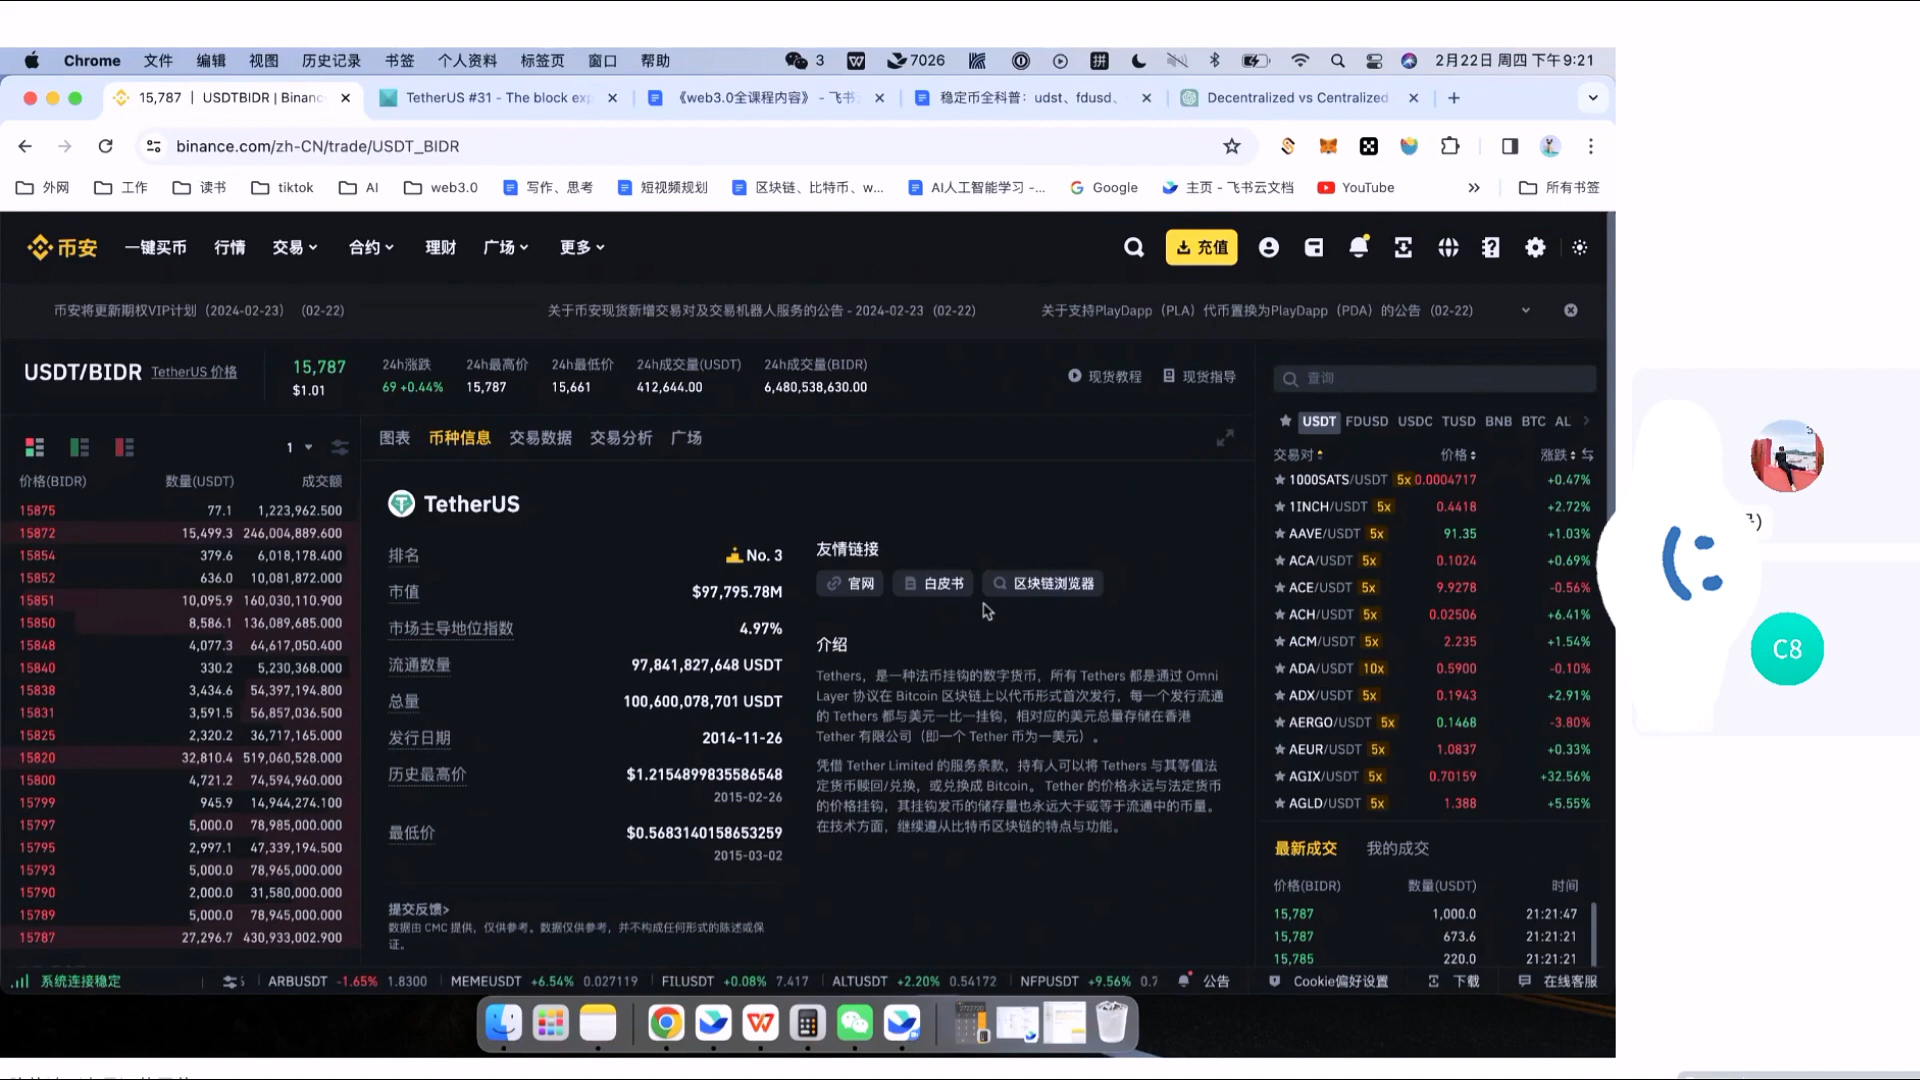 Chrome 文件 编辑 视图 历史记录 书签 个人资料 标签页 窗口 帮助 3 7026 拼 2月22日 周四 下午9:21
15,787 | USDTBIDR | Binanc TetherUS #31 - The block exp 《web3.0全课程内容》 - 飞书 稳定币全科普：udst、fdusd、 Decentralized vs Centralized
binance.com/zh-CN/trade/USDT_BIDR
外网 工作 读书 tiktok AI web3.0 写作、思考 短视频规划 区块链、比特币、w... AI人工智能学习 -... Google 主页 - 飞书云文档 YouTube 所有书签
币安 一键买币 行情 交易 合约 理财 广场 更多 充值
币安将更新期权VIP计划（2024-02-23） (02-22) 关于币安现货新增交易对及交易机器人服务的公告 - 2024-02-23 (02-22) 关于支持PlayDapp（PLA）代币置换为PlayDapp（PDA）的公告 (02-22)
USDT/BIDR TetherUS 价格
15,787
$1.01
24h涨跌 24h最高价 24h最低价 24h成交量(USDT) 24h成交量(BIDR)
69 +0.44% 15,787 15,661 412,644.00 6,480,538,630.00
现货教程 现货指导
1
价格(BIDR) 数量(USDT) 成交额
15875 77.1 1,223,962.500
15872 15,499.3 246,004,889.600
15854 379.6 6,018,178.400
15852 636.0 10,081,872.000
15851 10,095.9 160,030,110.900
15850 8,586.1 136,089,685.000
15848 4,077.3 64,617,050.400
15840 330.2 5,230,368.000
15838 3,434.6 54,397,194.800
15831 3,591.5 56,857,036.500
15825 2,320.2 36,717,165.000
15820 32,810.4 519,060,528.000
15800 4,721.2 74,594,960.000
15799 945.9 14,944,274.100
15797 5,000.0 78,985,000.000
15795 2,997.1 47,339,194.500
15793 5,000.0 78,965,000.000
15790 2,000.0 31,580,000.000
15789 5,000.0 78,945,000.000
15787 27,296.7 430,933,002.900
图表 币种信息 交易数据 交易分析 广场
TetherUS
排名 No. 3
市值 $97,795.78M
市场主导地位指数 4.97%
流通数量 97,841,827,648 USDT
总量 100,600,078,701 USDT
发行日期 2014-11-26
历史最高价 $1.2154899835586548
2015-02-26
最低价 $0.5683140158653259
2015-03-02
提交反馈>
数据由 CMC 提供，仅供参考。数据仅供参考，并不构成任何形式的陈述或保
证。
友情链接
官网 白皮书 区块链浏览器
介绍
Tethers，是一种法币挂钩的数字货币，所有 Tethers 都是通过 Omni
Layer 协议在 Bitcoin 区块链上以代币形式首次发行，每一个发行流通
的 Tethers 都与美元一比一挂钩，相对应的美元总量存储在香港
Tether 有限公司（即一个 Tether 币为一美元）。
凭借 Tether Limited 的服务条款，持有人可以将 Tethers 与其等值法
定货币赎回/兑换，或兑换成 Bitcoin。Tether 的价格永远与法定货币
的价格挂钩，其挂钩发币的储存量也永远大于或等于流通中的币量。
在技术方面，继续遵从比特币区块链的特点与功能。
查询
USDT FDUSD USDC TUSD BNB BTC AL
交易对 价格 涨跌
1000SATS/USDT 5x 0.0004717 +0.47%
1INCH/USDT 5x 0.4418 +2.72%
AAVE/USDT 5x 91.35 +1.03%
ACA/USDT 5x 0.1024 +0.69%
ACE/USDT 5x 9.9278 -0.56%
ACH/USDT 5x 0.02506 +6.41%
ACM/USDT 5x 2.235 +1.54%
ADA/USDT 10x 0.5900 -0.10%
ADX/USDT 5x 0.1943 +2.91%
AERGO/USDT 5x 0.1468 -3.80%
AEUR/USDT 5x 1.0837 +0.33%
AGIX/USDT 5x 0.70159 +32.56%
AGLD/USDT 5x 1.388 +5.55%
最新成交 我的成交
价格(BIDR) 数量(USDT) 时间
15,787 1,000.0 21:21:47
15,787 673.6 21:21:21
15,785 220.0 21:21:21
系统连接稳定 ARBUSDT -1.65% 1.8300 MEMEUSDT +6.54% 0.027119 FILUSDT +0.08% 7.417 ALTUSDT +2.20% 0.54172 NFPUSDT +9.56% 0.7 公告 Cookie偏好设置 下载 在线客服
C8